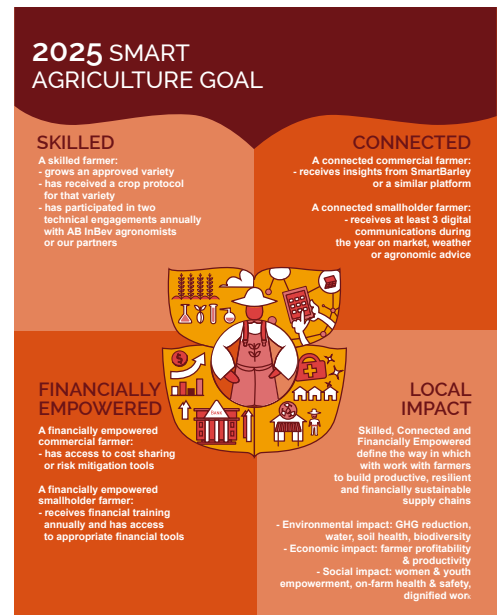 2025 SMART
AGRICULTURE GOAL
SKILLED
A skilled farmer:
- grows an approved variety
- has received a crop protocol
for that variety
- has participated in two
technical engagements annually
with AB InBev agronomists
or our partners
CONNECTED
A connected commercial farmer:
- receives insights from SmartBarley
or a similar platform
A connected smallholder farmer:
- receives at least 3 digital
communications during
the year on market, weather
or agronomic advice
BANK
FINANCIALLY
EMPOWERED
A financially empowered
commercial farmer:
- has access to cost sharing
or risk mitigation tools
A financially empowered
smallholder farmer:
- receives financial training
annually and has access
to appropriate financial tools
LOCAL
IMPACT
Skilled, Connected and
Financially Empowered
define the way in which
with work with farmers
to build productive, resilient
and financially sustainable
supply chains
- Environmental impact: GHG reduction,
water, soil health, biodiversity
- Economic impact: farmer profitability
& productivity
- Social impact: women & youth
empowerment, on-farm health & safety,
dignified